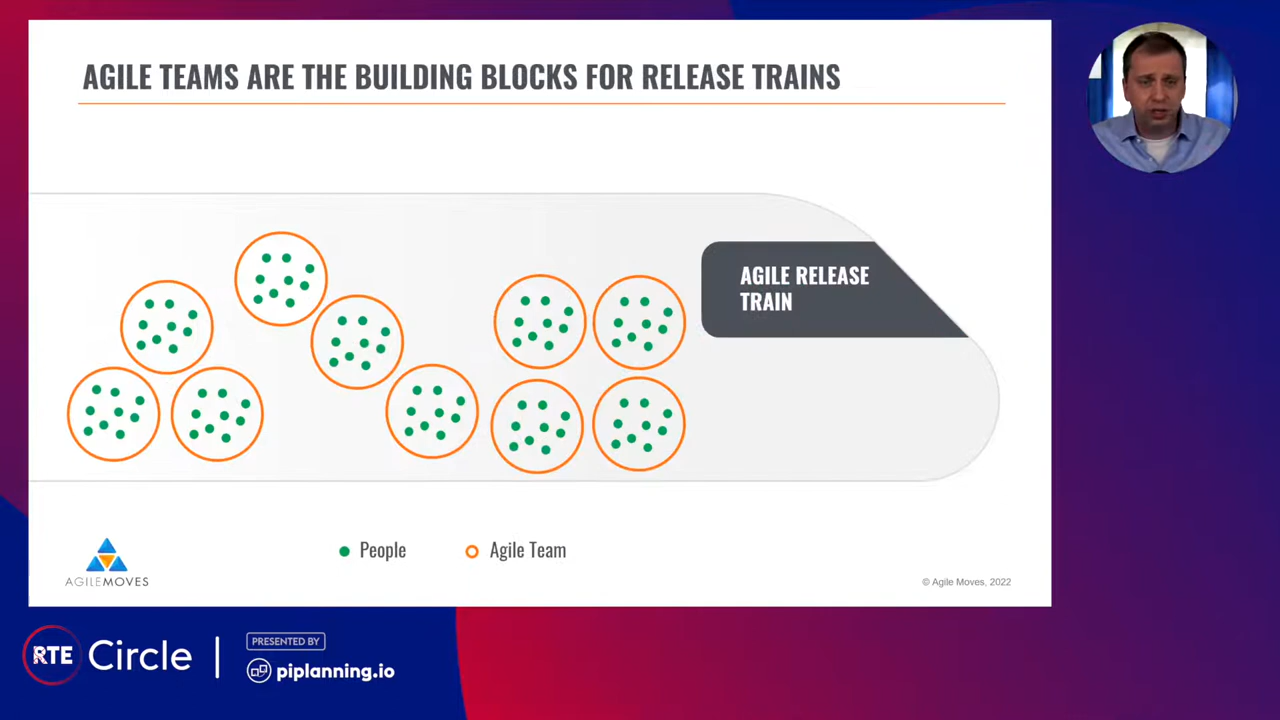 AGILE TEAMS ARE THE BUILDING BLOCKS FOR RELEASE TRAINS
AGILE RELEASE
TRAIN
People
Agile Team
AGILEMOVES
© Agile Moves, 2022
RTE Circle
PRESENTED BY
piplanning.io